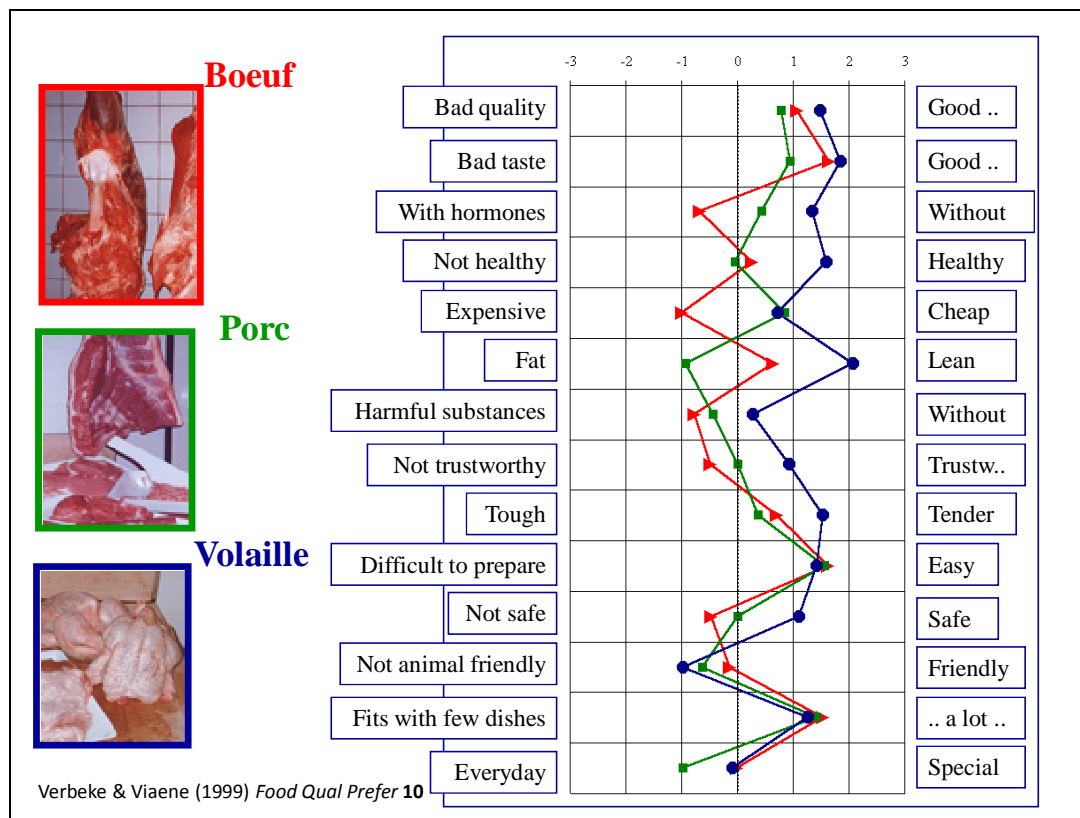 Boeuf
-3 -2 -1 0 1 2 3
Bad quality Good ..
Bad taste Good ..
With hormones Without
Not healthy Healthy
Expensive Cheap
Porc
Fat Lean
Harmful substances Without
Not trustworthy Trustw..
Tough Tender
Volaille
Difficult to prepare Easy
Not safe Safe
Not animal friendly Friendly
Fits with few dishes .. a lot ..
Everyday Special
Verbeke & Viaene (1999) Food Qual Prefer 10